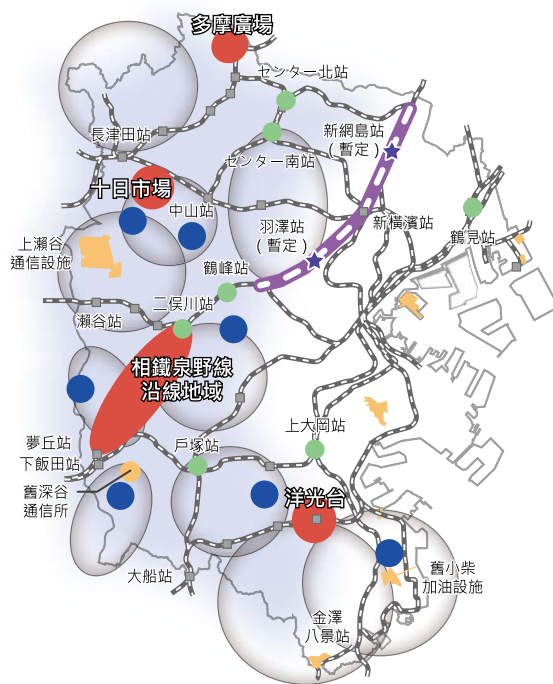 多摩廣場
センター北站
新綱島站
（暫定）
長津田站
センター南站
十日市場
中山站
羽澤站
（暫定）
新橫濱站
鶴見站
上瀨谷
通信設施
鶴峰站
二俣川站
瀨谷站
相鐵泉野線
沿線地域
夢丘站
下飯田站
戶塚站
上大岡站
舊深谷
通信所
洋光台
大船站
舊小柴
加油設施
金澤
八景站